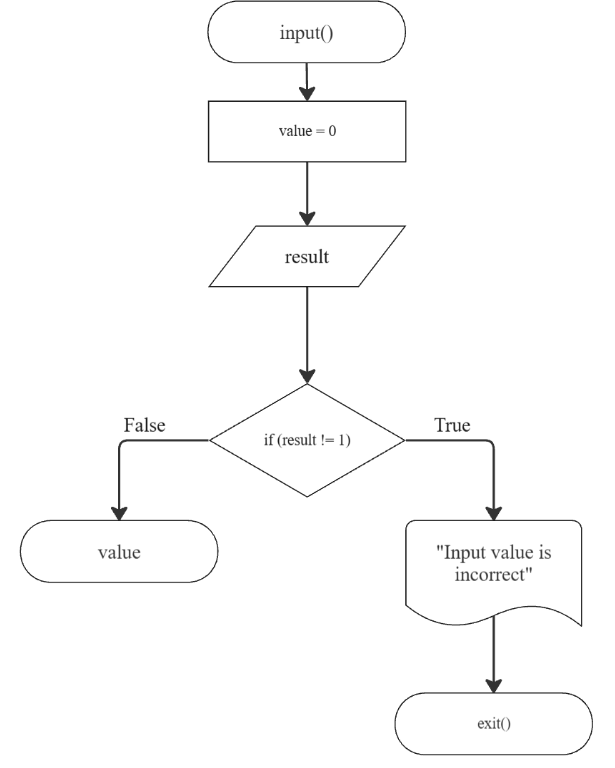 input()
value = 0
result
if (result != 1)
False
True
value
"Input value is
incorrect"
exit()